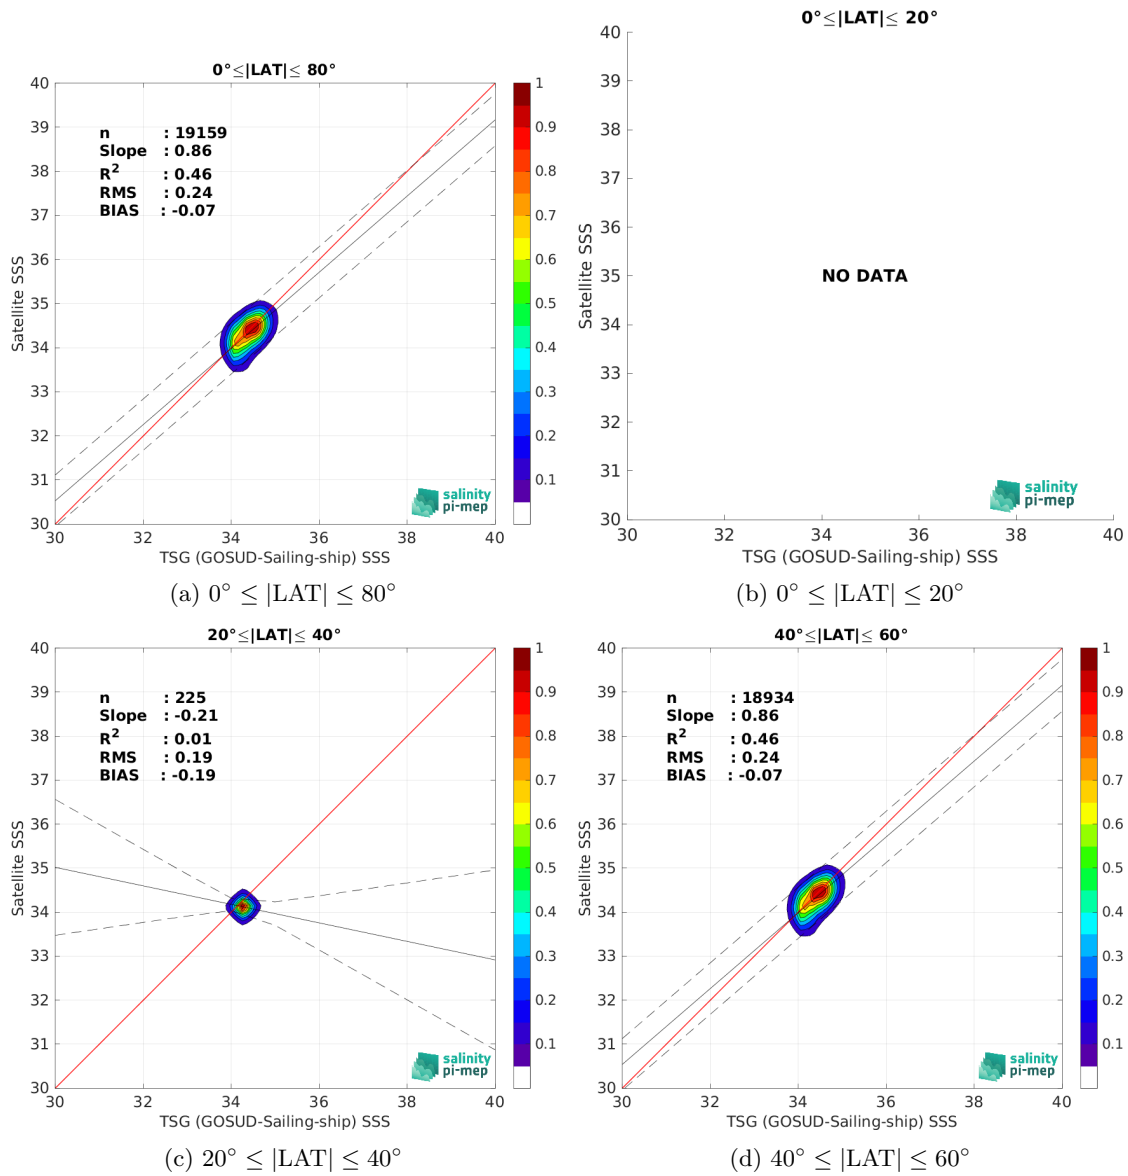 0°≤|LAT|≤ 80°
n : 19159
Slope : 0.86
R² : 0.46
RMS : 0.24
BIAS : -0.07
40
39
38
37
36
35
34
33
32
31
30
30 32 34 36 38 40
Satellite SSS
TSG (GOSUD-Sailing-ship) SSS
1
0.9
0.8
0.7
0.6
0.5
0.4
0.3
0.2
0.1
salinity
pi-mep
(a) 0° ≤ |LAT| ≤ 80°
0°≤|LAT|≤ 20°
40
39
38
37
36
35
34
33
32
31
30
30 32 34 36 38 40
Satellite SSS
NO DATA
TSG (GOSUD-Sailing-ship) SSS
salinity
pi-mep
(b) 0° ≤ |LAT| ≤ 20°
20°≤|LAT|≤ 40°
n : 225
Slope : -0.21
R² : 0.01
RMS : 0.19
BIAS : -0.19
40
39
38
37
36
35
34
33
32
31
30
30 32 34 36 38 40
Satellite SSS
TSG (GOSUD-Sailing-ship) SSS
1
0.9
0.8
0.7
0.6
0.5
0.4
0.3
0.2
0.1
salinity
pi-mep
(c) 20° ≤ |LAT| ≤ 40°
40°≤|LAT|≤ 60°
n : 18934
Slope : 0.86
R² : 0.46
RMS : 0.24
BIAS : -0.07
40
39
38
37
36
35
34
33
32
31
30
30 32 34 36 38 40
Satellite SSS
TSG (GOSUD-Sailing-ship) SSS
1
0.9
0.8
0.7
0.6
0.5
0.4
0.3
0.2
0.1
salinity
pi-mep
(d) 40° ≤ |LAT| ≤ 60°